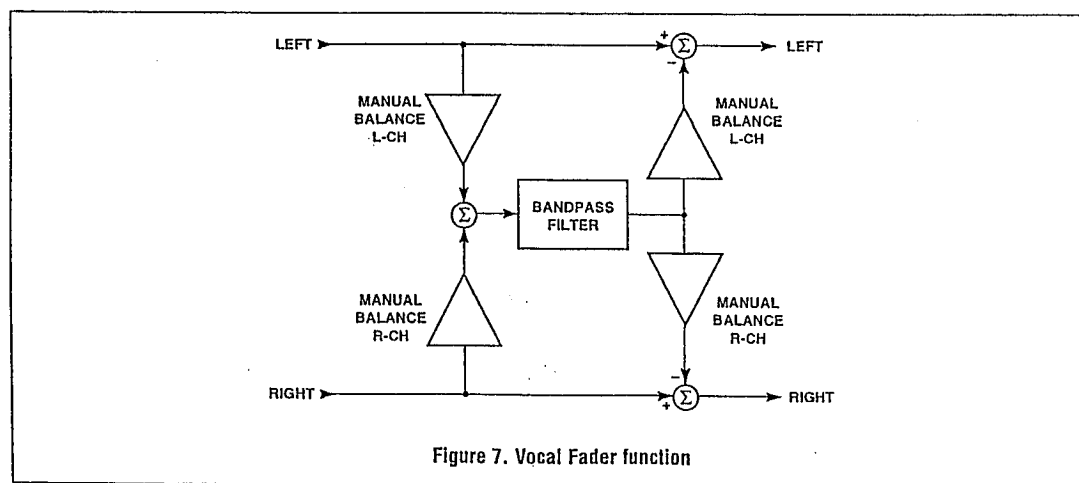 LEFT
+
Σ
LEFT
−
MANUAL
BALANCE
L-CH
MANUAL
BALANCE
L-CH
Σ
BANDPASS
FILTER
MANUAL
BALANCE
R-CH
MANUAL
BALANCE
R-CH
−
RIGHT
+
Σ
RIGHT
Figure 7. Vocal Fader function